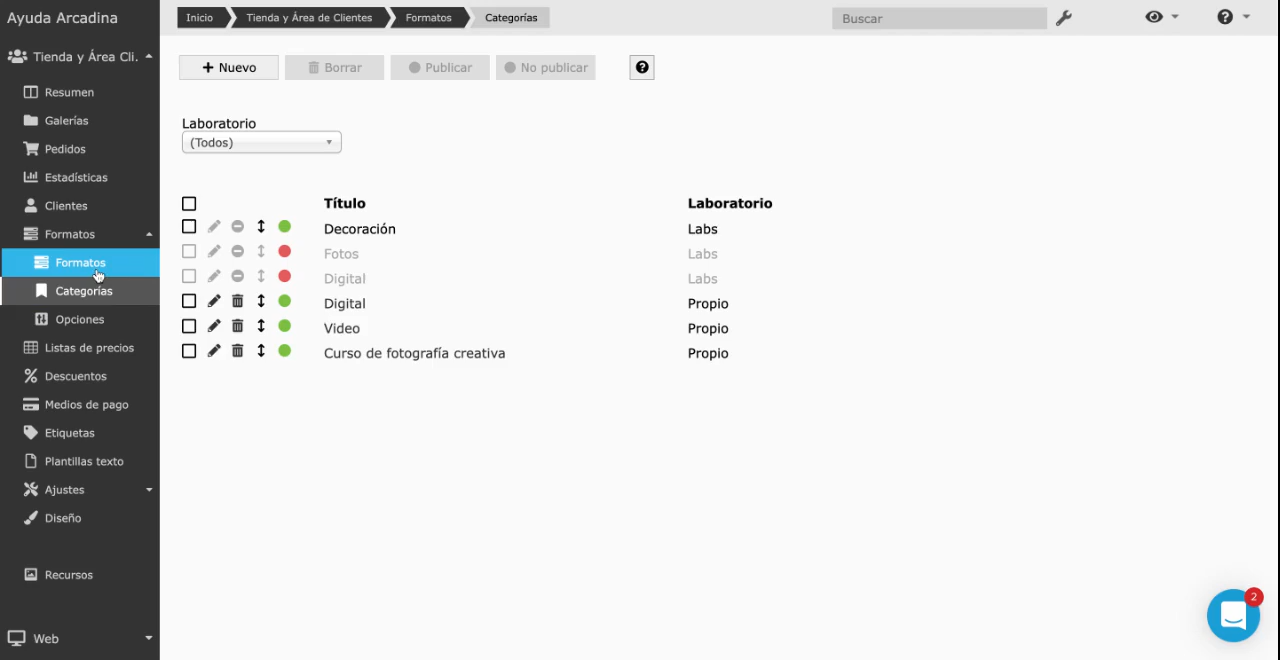 Ayuda Arcadina
Inicio
Tienda y Área de Clientes
Formatos
Categorías
Buscar
Tienda y Área Cli.
Resumen
Galerías
Pedidos
Estadísticas
Clientes
Formatos
Formatos
Categorías
Opciones
Listas de precios
Descuentos
Medios de pago
Etiquetas
Plantillas texto
Ajustes
Diseño
Recursos
Web
+ Nuevo
Borrar
Publicar
No publicar
Laboratorio
(Todos)
Título Laboratorio
Decoración Labs
Fotos Labs
Digital Labs
Digital Propio
Video Propio
Curso de fotografía creativa Propio
2